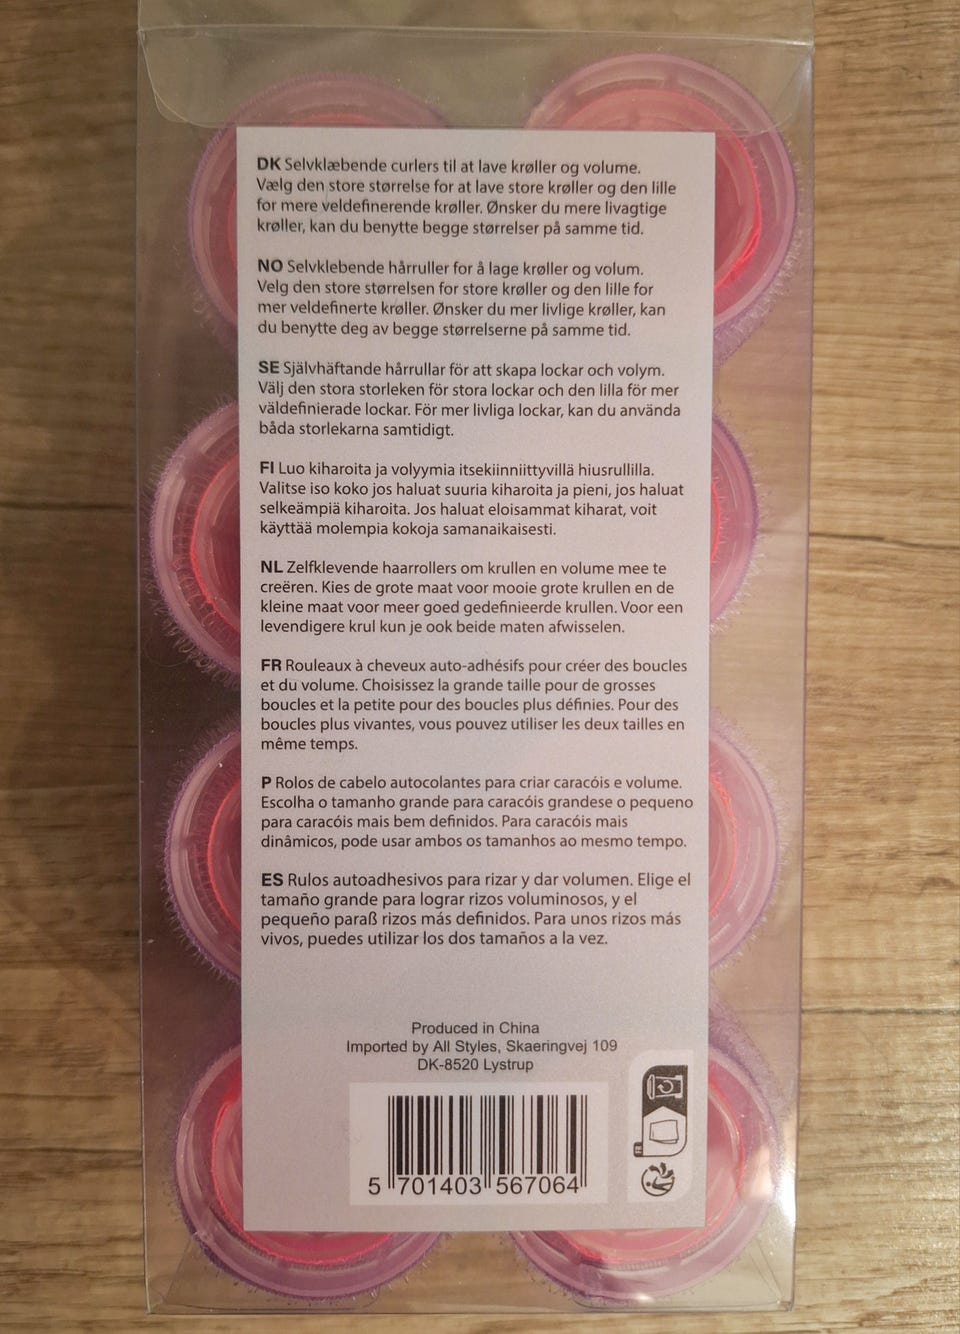 DK Selvklæbende curlers til at lave krøller og volume.
Vælg den store størrelse for at lave store krøller og den lille
for mere veldefinerende krøller. Ønsker du mere livagtige
krøller, kan du benytte begge størrelser på samme tid.
NO Selvklebende hårruller for å lage krøller og volum.
Velg den store størrelsen for store krøller og den lille for
mer veldefinerte krøller. Ønsker du mer livlige krøller, kan
du benytte deg av begge størrelserne på samme tid.
SE Självhäftande hårrullar för att skapa lockar och volym.
Välj den stora storleken för stora lockar och den lilla för mer
väldefinierade lockar. För mer livliga lockar, kan du använda
båda storlekarna samtidigt.
FI Luo kiharoita ja volyymia itsekiinniittyvillä hiusrullilla.
Valitse iso koko jos haluat suuria kiharoita ja pieni, jos haluat
selkeämpiä kiharoita. Jos haluat eloisammat kiharat, voit
käyttää molempia kokoja samanaikaisesti.
NL Zelfklevende haarrollers om krullen en volume mee te
creëren. Kies de grote maat voor mooie grote krullen en de
kleine maat voor meer goed gedefinieerde krullen. Voor een
levendigere krul kun je ook beide maten afwisselen.
FR Rouleaux à cheveux auto-adhésifs pour créer des boucles
et du volume. Choisissez la grande taille pour de grosses
boucles et la petite pour des boucles plus définies. Pour des
boucles plus vivantes, vous pouvez utiliser les deux tailles en
même temps.
P Rolos de cabelo autocolantes para criar caracóis e volume.
Escolha o tamanho grande para caracóis grandese o pequeno
para caracóis mais bem definidos. Para caracóis mais
dinâmicos, pode usar ambos os tamanhos ao mesmo tempo.
ES Rulos autoadhesivos para rizar y dar volumen. Elige el
tamaño grande para lograr rizos voluminosos, y el
pequeño paraß rizos más definidos. Para unos rizos más
vivos, puedes utilizar los dos tamaños a la vez.
Produced in China
Imported by All Styles, Skaeringvej 109
DK-8520 Lystrup
5 701403 567064
FR